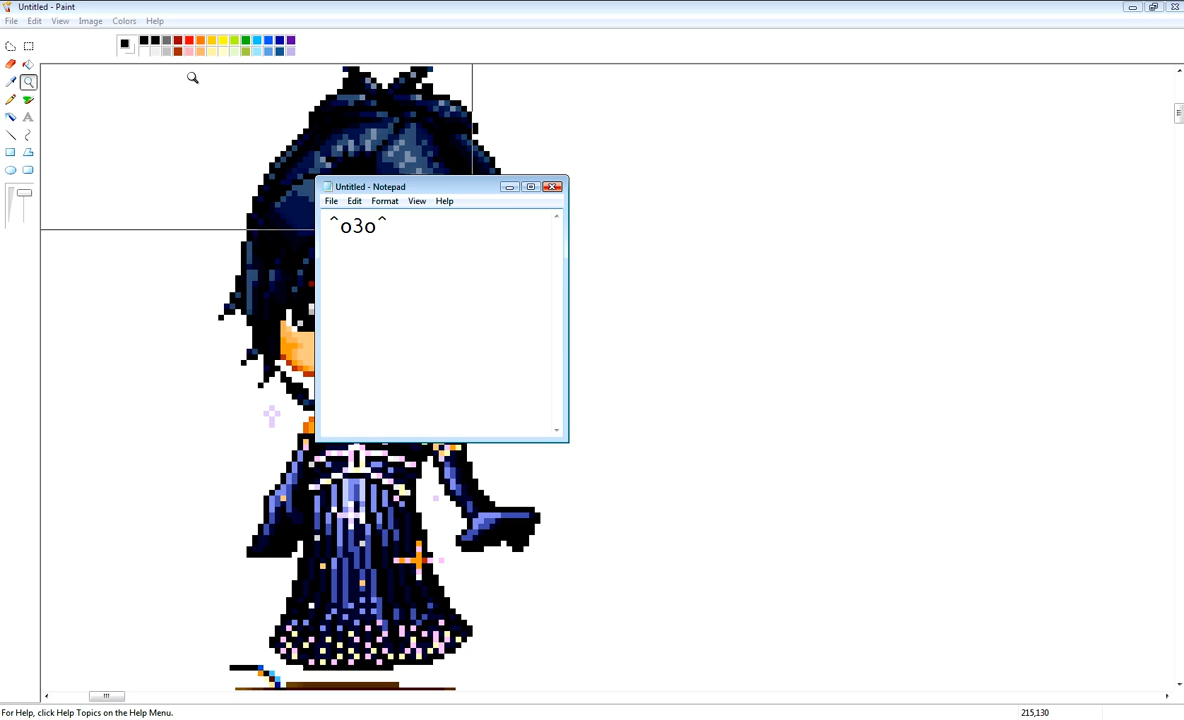 Untitled - Paint
File Edit View Image Colors Help
Untitled - Notepad
File Edit Format View Help
^o3o^
For Help, click Help Topics on the Help Menu.
215,130